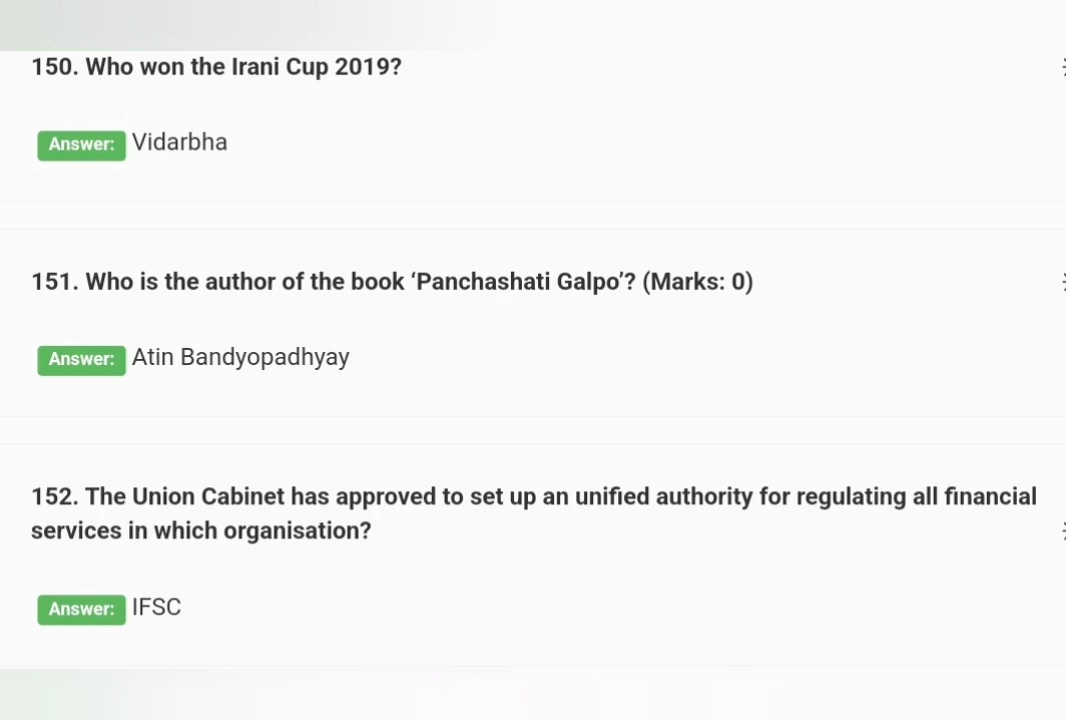 150. Who won the Irani Cup 2019?
Answer: Vidarbha
151. Who is the author of the book ‘Panchashati Galpo’? (Marks: 0)
Answer: Atin Bandyopadhyay
152. The Union Cabinet has approved to set up an unified authority for regulating all financial
services in which organisation?
Answer: IFSC